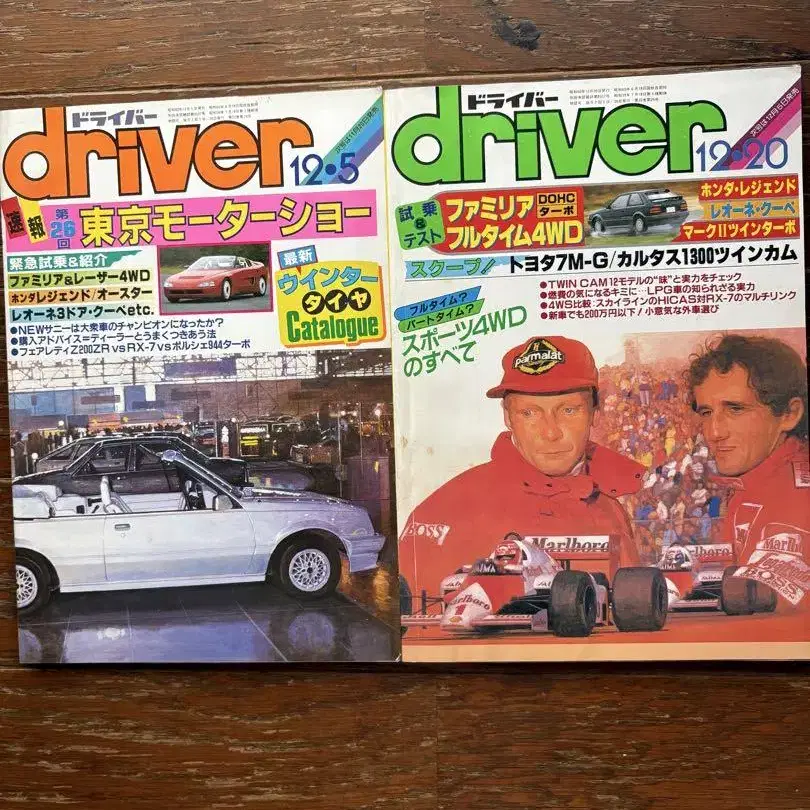 ドライバー
driver
12・5
速報
第26回
東京モーターショー
緊急試乗&紹介
ファミリア&レーザー4WD
ホンダレジェンド/オースター
レオーネ3ドア・クーペetc.
最新
ウインター
タイヤ
Catalogue
●NEWサニーは大衆車のチャンピオンになったか?
●購入アドバイス=ディーラーとうまくつきあう法
●フェアレディZ200ZR vs RX-7 vs ポルシェ944ターボ
ドライバー
driver
12・20
試乗&テスト
ファミリア
DOHCターボ
フルタイム4WD
ホンダ・レジェンド
レオーネ・クーペ
マークIIツインターボ
スクープ!
トヨタ7M-G/カルタス1300ツインカム
●TWIN CAM12モデルの"味"と実力をチェック
●燃費の気になるキミに…LPG車の知られざる実力
●4WS比較・スカイラインのHICAS対RX-7のマルチリンク
●新車でも200万円以下!小意気な外車選び
フルタイム?
パートタイム?
スポーツ4WD
のすべて
parmalat
BOSS
Marlboro
Marlboro
1
BOSS